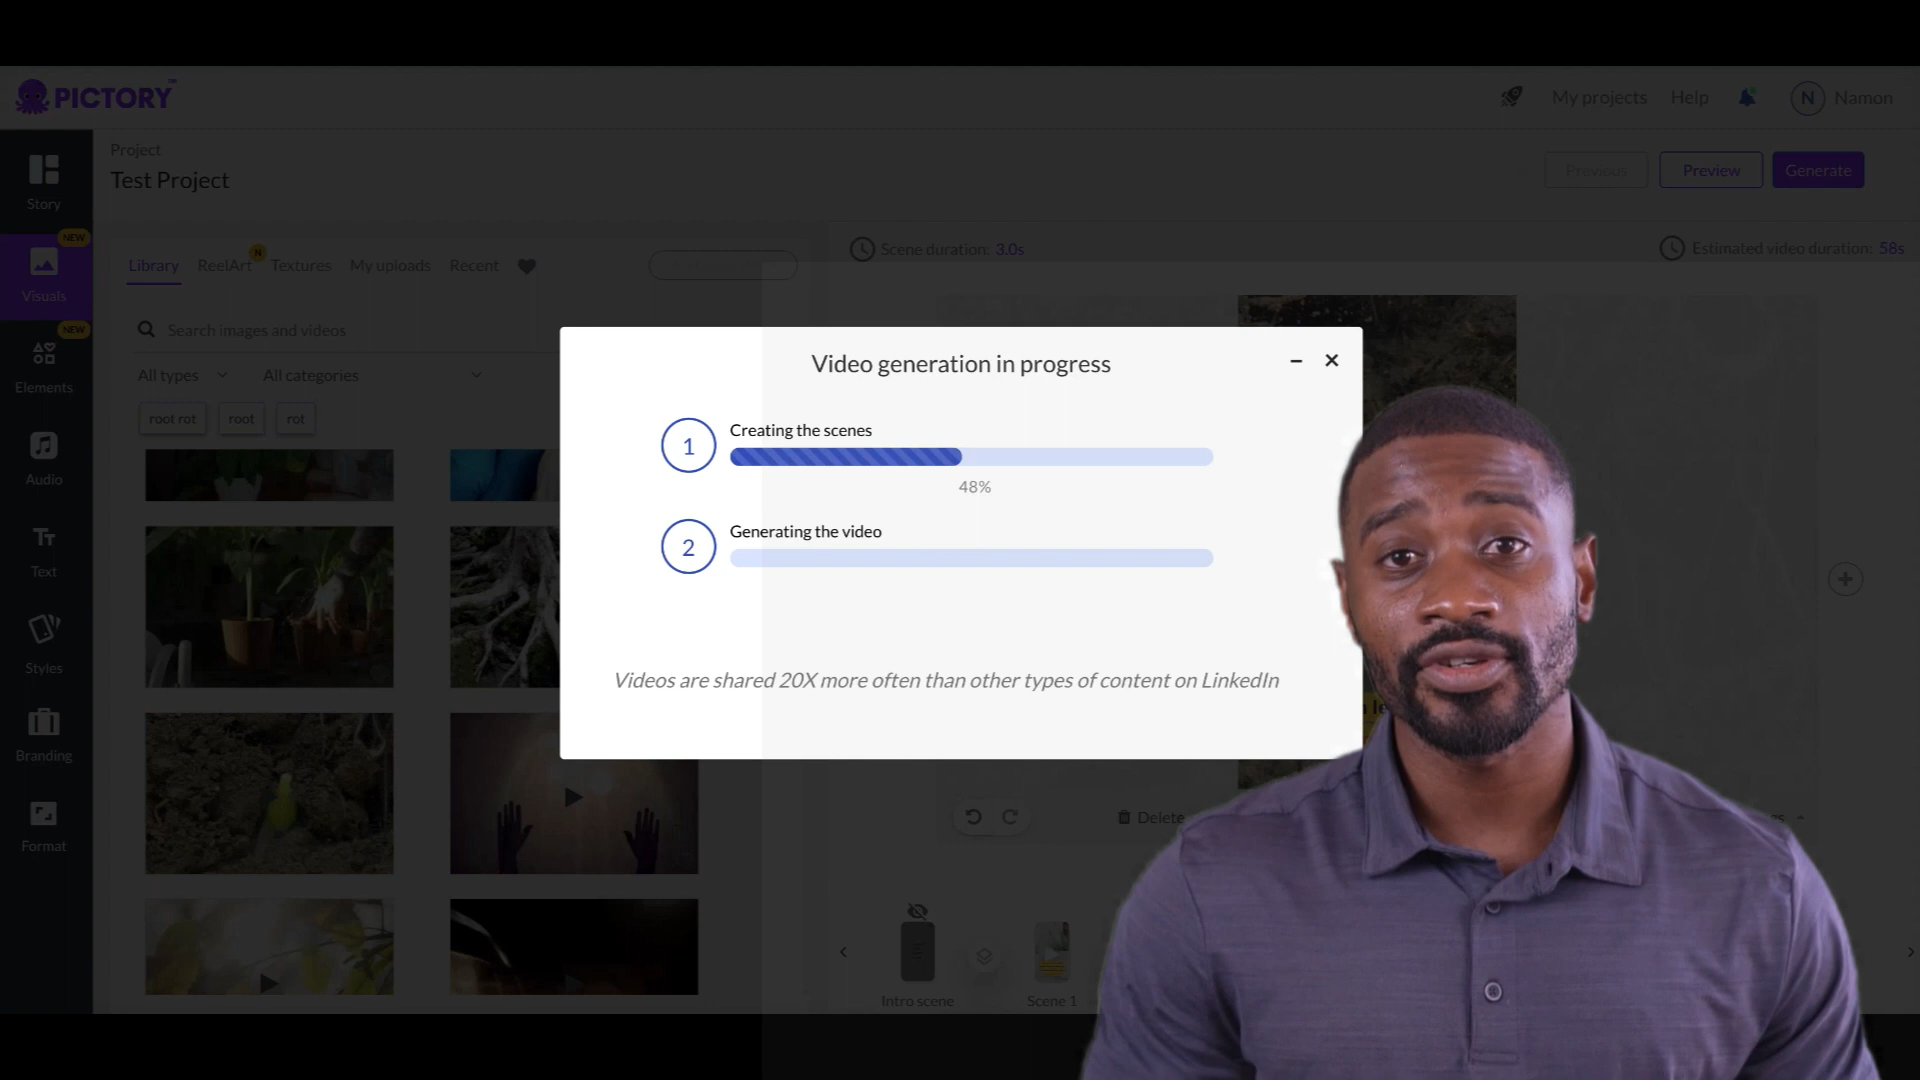 PICTORY
My projects
Help
N
Namon
Project
Test Project
Previous
Preview
Generate
Story
NEW
Visuals
NEW
Elements
Audio
Tt
Text
Styles
Branding
Format
Library
ReelArt
N
Textures
My uploads
Recent
Scene duration: 3.0s
Estimated video duration: 58s
Search images and videos
All types
All categories
root rot
root
rot
Video generation in progress
1
Creating the scenes
48%
2
Generating the video
Videos are shared 20X more often than other types of content on LinkedIn
Delete
Intro scene
Scene 1